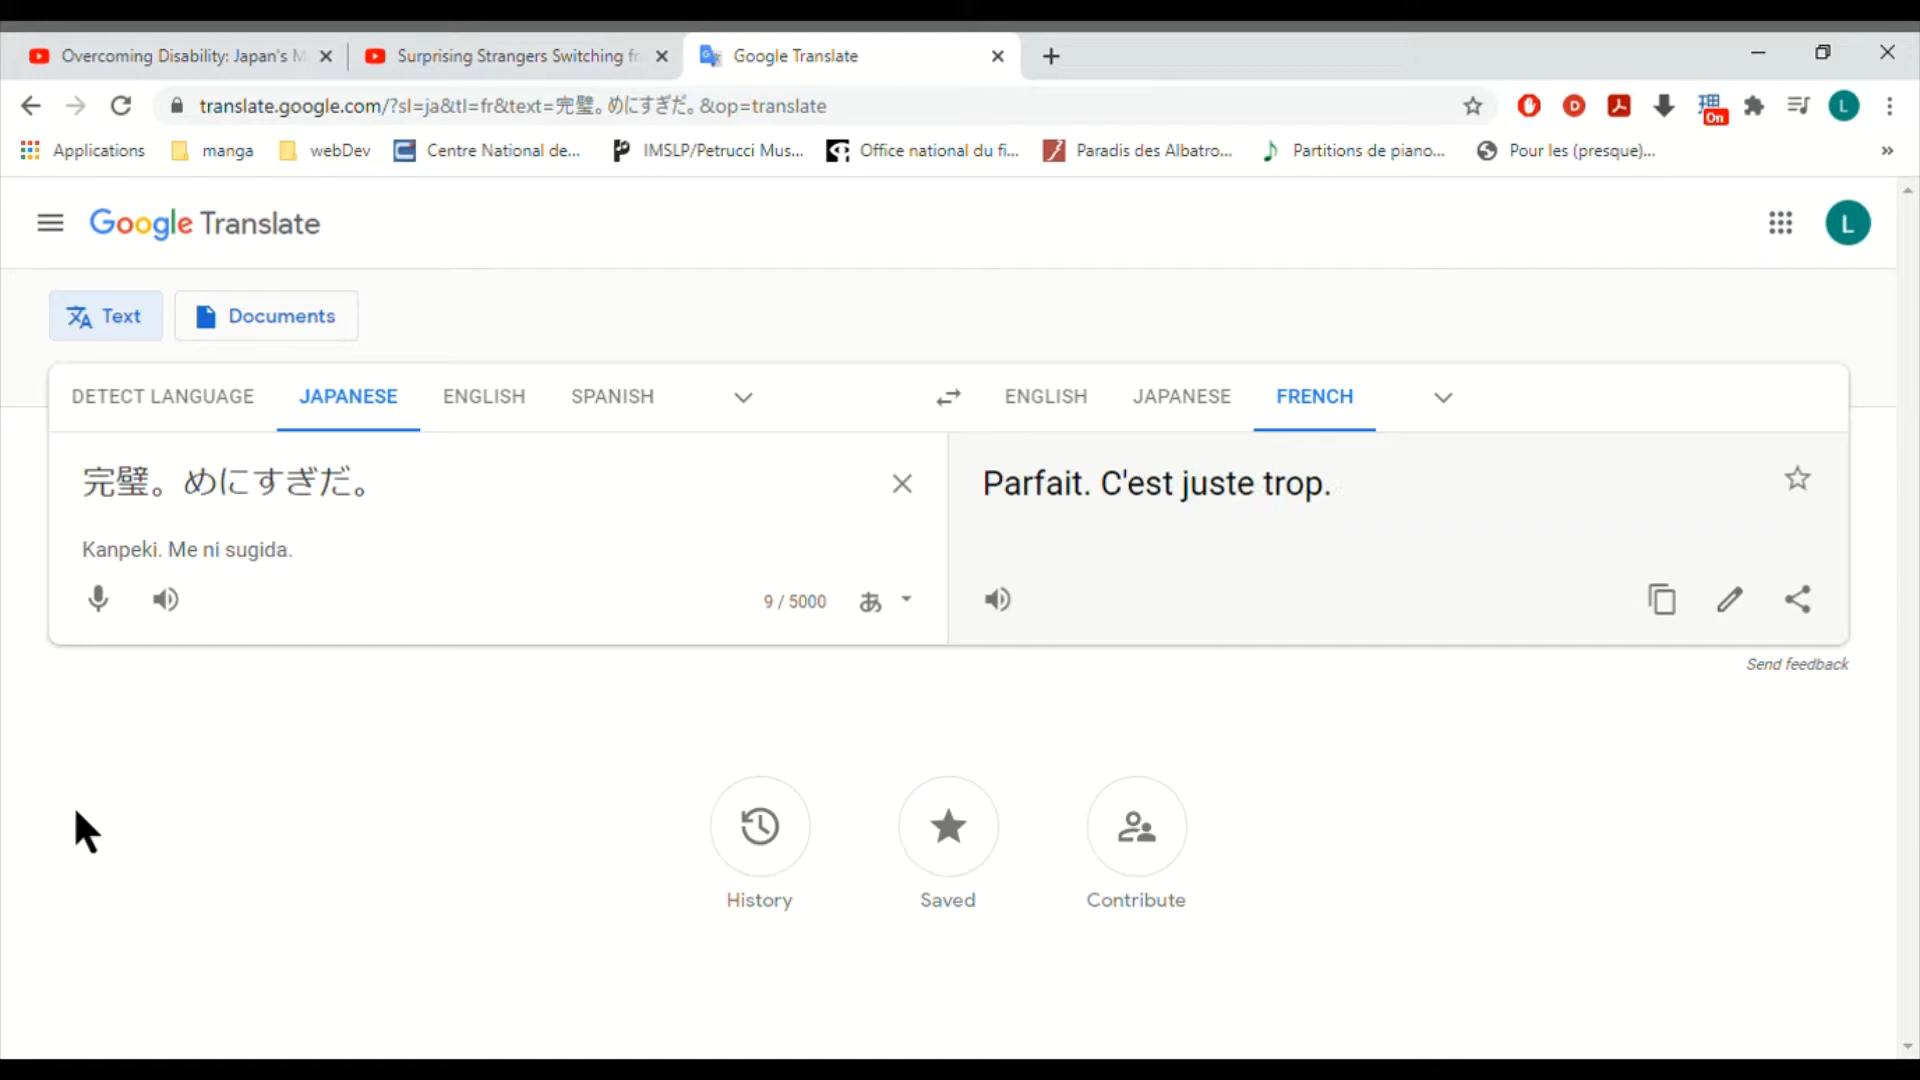 Overcoming Disability: Japan's M
Surprising Strangers Switching fr
Google Translate
translate.google.com/?sl=ja&tl=fr&text=完璧。めにすぎだ。&op=translate
D
On
L
Applications
manga
webDev
Centre National de...
IMSLP/Petrucci Mus...
Office national du fi...
Paradis des Albatro...
Partitions de piano...
Pour les (presque)...
Google Translate
L
Text
Documents
DETECT LANGUAGE
JAPANESE
ENGLISH
SPANISH
ENGLISH
JAPANESE
FRENCH
完璧。めにすぎだ。
Parfait. C'est juste trop.
Kanpeki. Me ni sugida.
9 / 5000
あ
Send feedback
History
Saved
Contribute